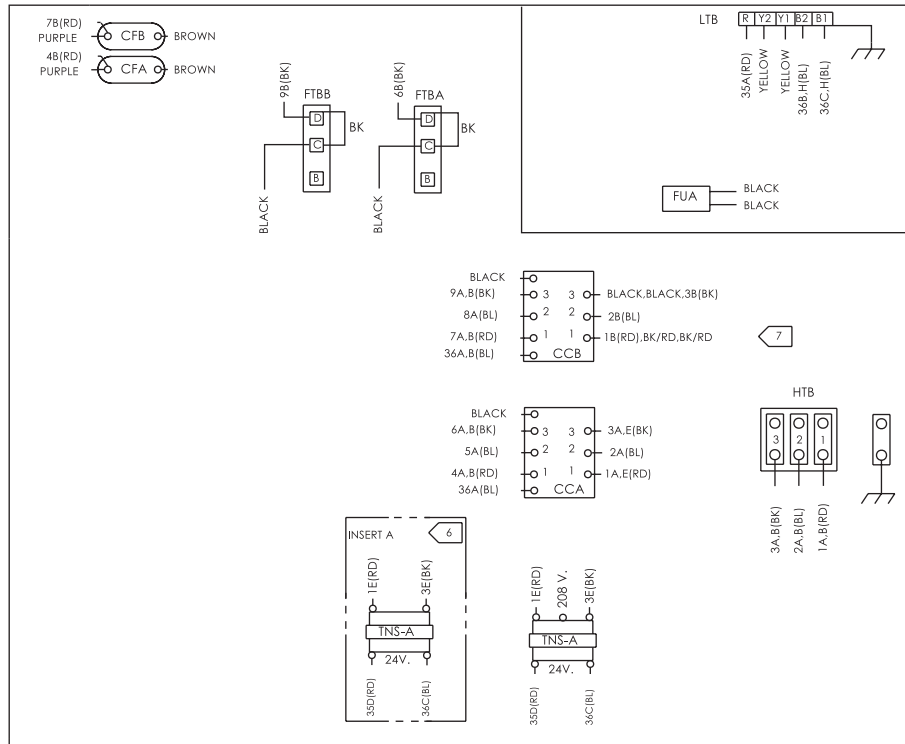 7B(RD)
PURPLE CFB BROWN
4B(RD)
PURPLE CFA BROWN
9B(BK)
FTBB
D
C
B
BK
BLACK
6B(BK)
FTBA
D
C
B
BK
BLACK
LTB R Y2 Y1 B2 B1
35A(RD)
YELLOW
YELLOW
36B,H(BL)
36C,H(BL)
FUA
BLACK
BLACK
BLACK
9A,B(BK) 3 3 BLACK,BLACK,3B(BK)
8A(BL) 2 2 2B(BL)
7A,B(RD) 1 1 1B(RD),BK/RD,BK/RD
36A,B(BL) CCB
7
BLACK
6A,B(BK) 3 3 3A,E(BK)
5A(BL) 2 2 2A(BL)
4A,B(RD) 1 1 1A,E(RD)
36A(BL) CCA
HTB
3 2 1
3A,B(BK)
2A,B(BL)
1A,B(RD)
INSERT A 6
1E(RD)
3E(BK)
TNS-A
24V.
35D(RD)
36C(BL)
1E(RD)
208 V.
3E(BK)
TNS-A
24V.
35D(RD)
36C(BL)